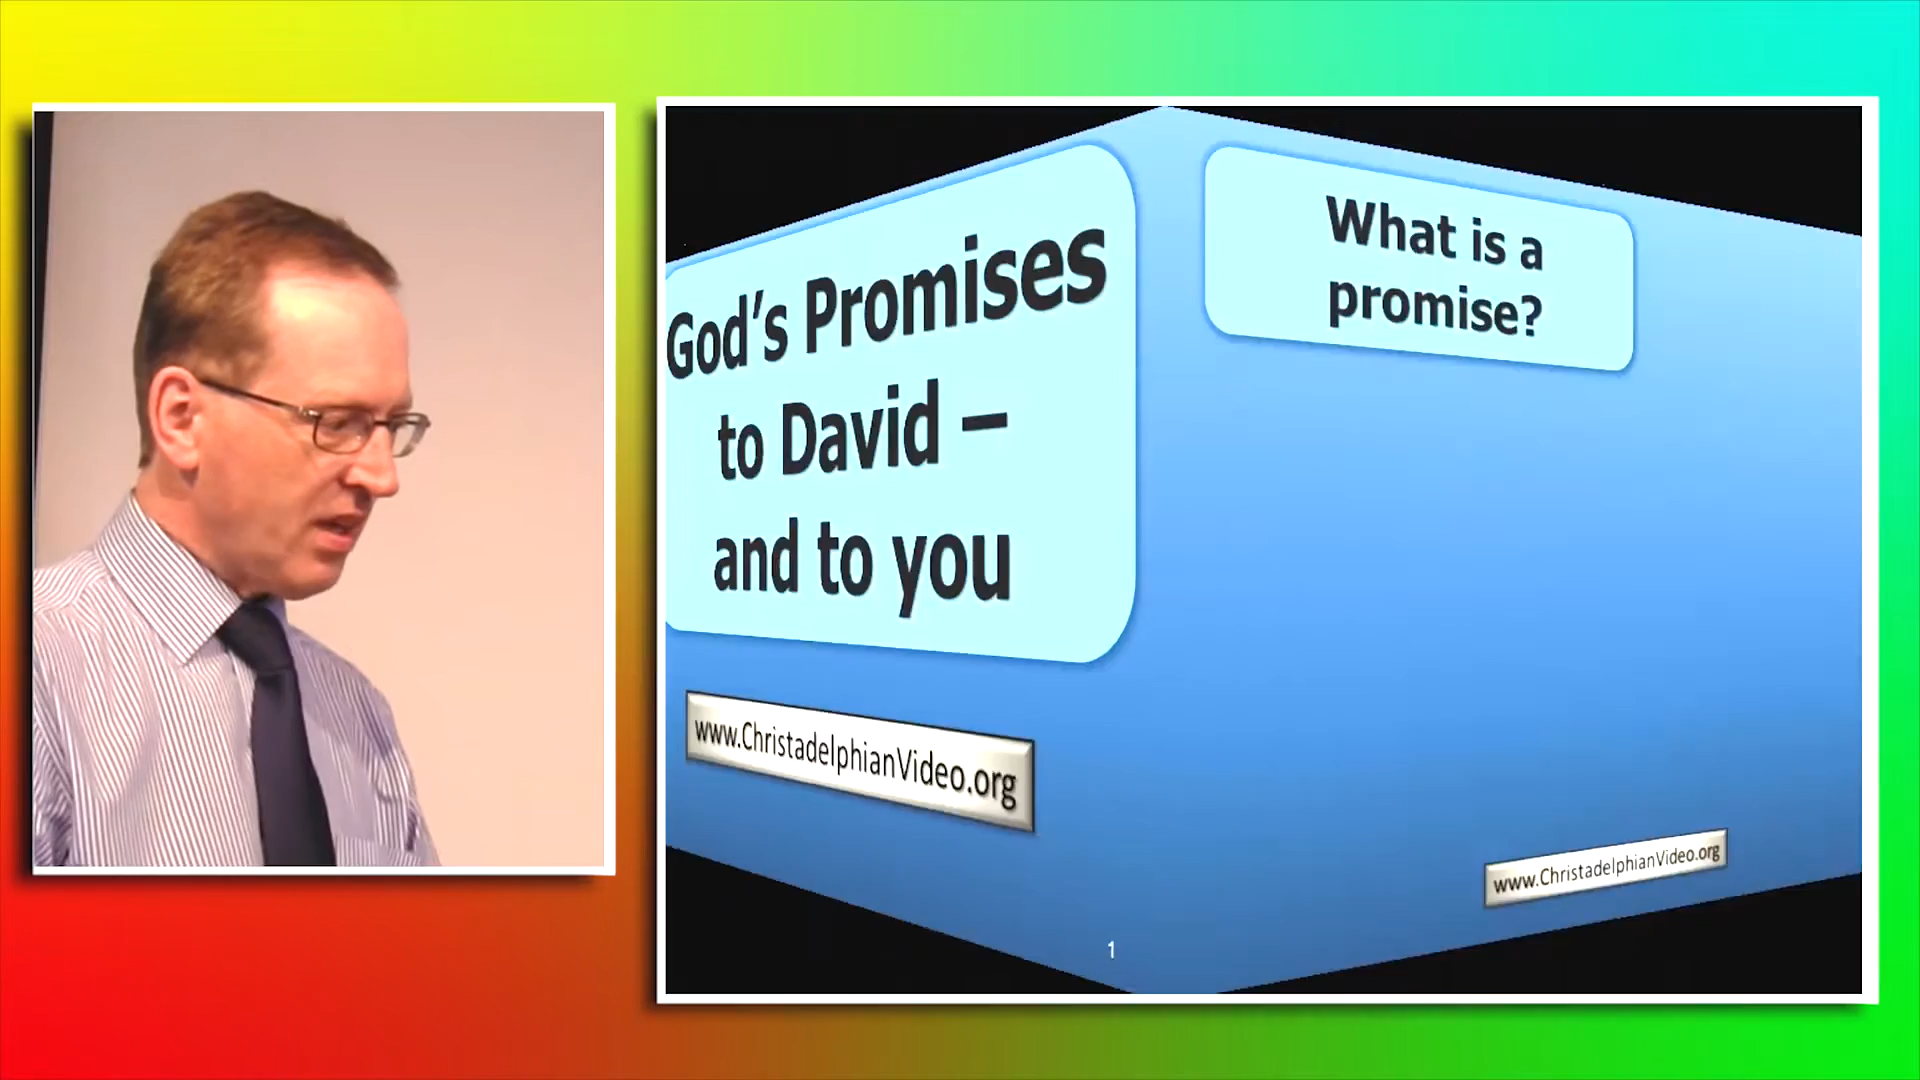 God's Promises
to David –
and to you
www.ChristadelphianVideo.org
1
What is a
promise?
www.ChristadelphianVideo.org